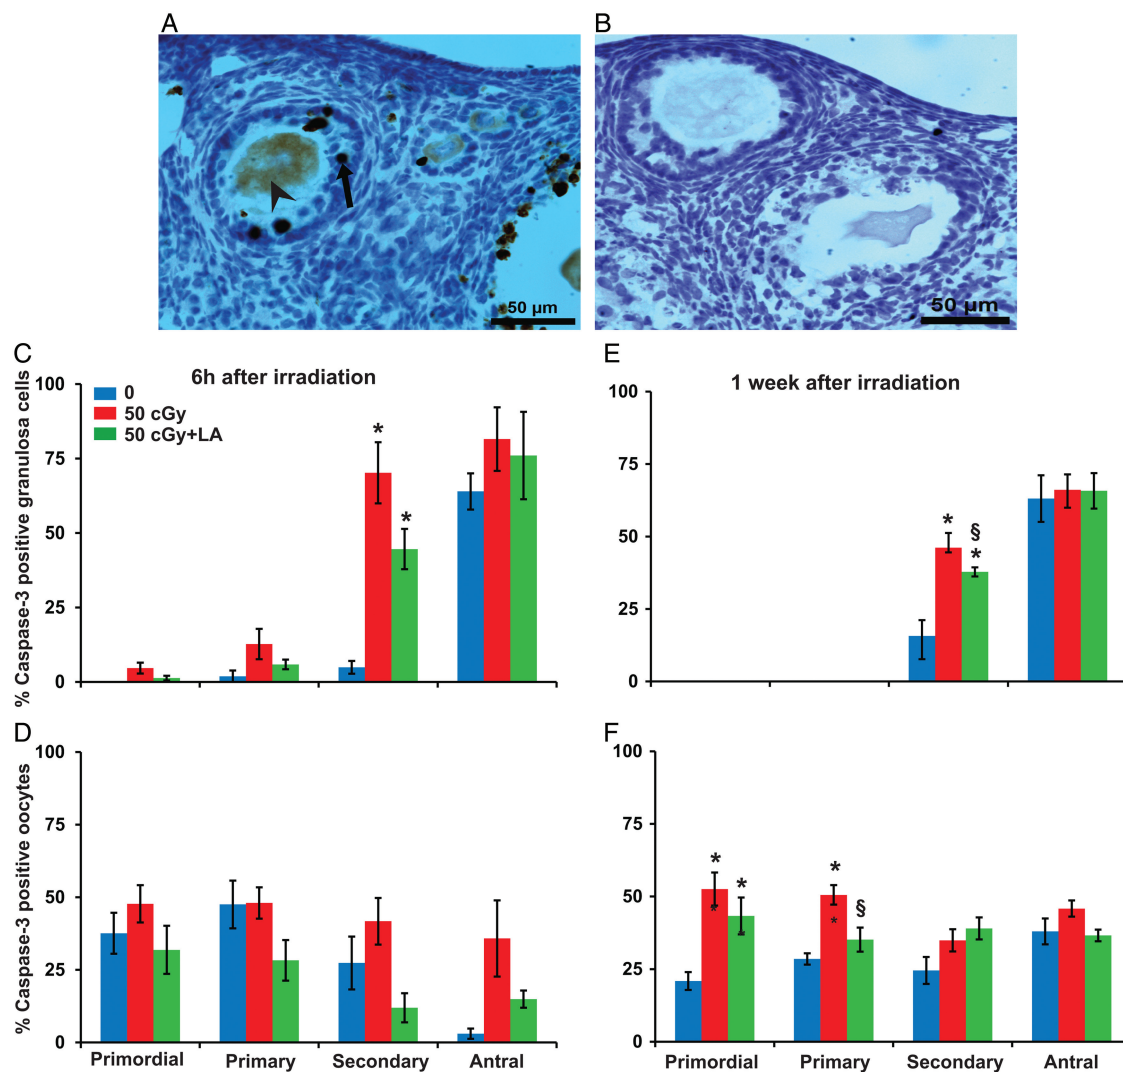 A
B
50 µm
50 µm
C
6h after irradiation
0
50 cGy
50 cGy+LA
% Caspase-3 positive granulosa cells
100
75
50
25
0
*
*
E
1 week after irradiation
100
75
50
25
0
*
§
*
D
% Caspase-3 positive oocytes
100
75
50
25
0
Primordial
Primary
Secondary
Antral
F
100
75
50
25
0
*
*
*
*
§
*
Primordial
Primary
Secondary
Antral